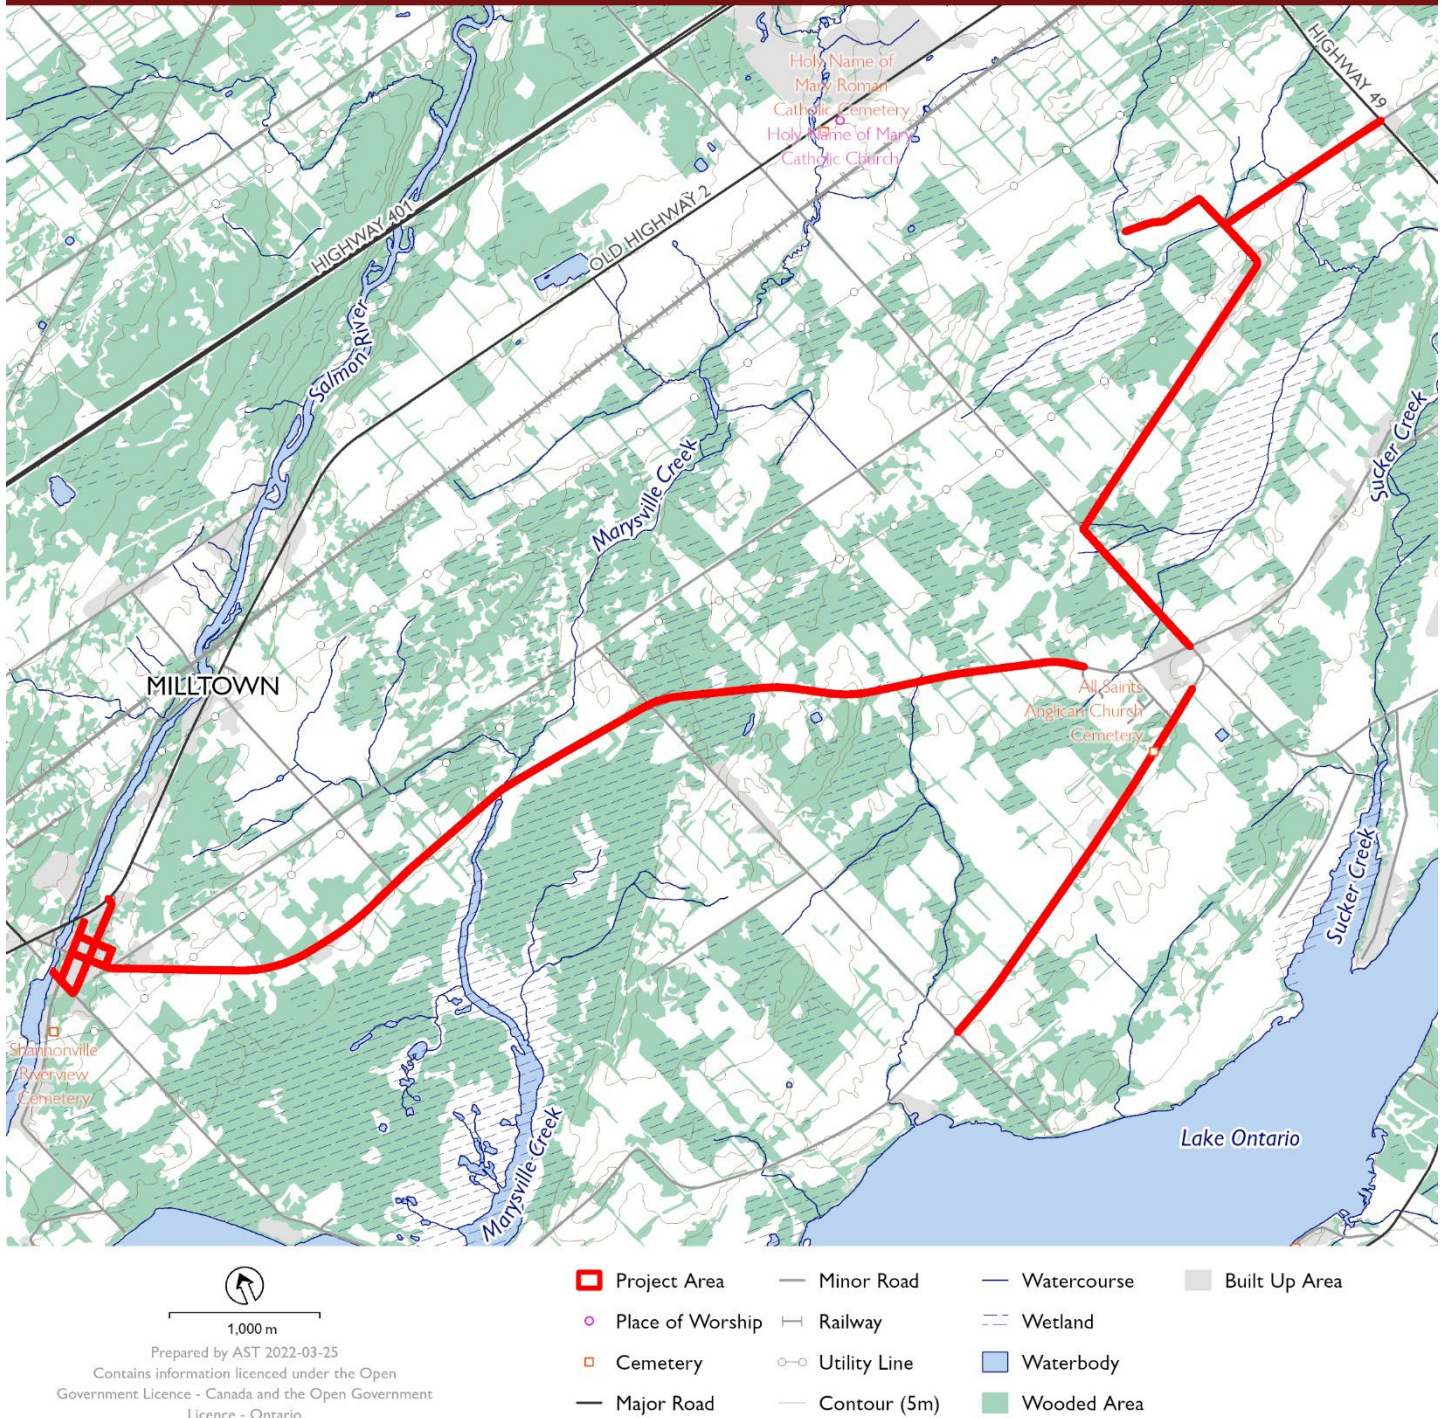 HIGHWAY 49
Holy Name of
Mary Roman
Catholic Cemetery
Holy Name of Mary
Catholic Church
HIGHWAY 401
OLD HIGHWAY 2
Salmon River
Sucker Creek
Marysville Creek
MILLTOWN
All Saints
Anglican Church
Cemetery
Sucker Creek
Shannonville
Riverview
Cemetery
Marysville Creek
Lake Ontario
1,000 m
Prepared by AST 2022-03-25
Contains information licenced under the Open
Government Licence - Canada and the Open Government
Licence - Ontario
Project Area
Place of Worship
Cemetery
Major Road
Minor Road
Railway
Utility Line
Contour (5m)
Watercourse
Wetland
Waterbody
Wooded Area
Built Up Area